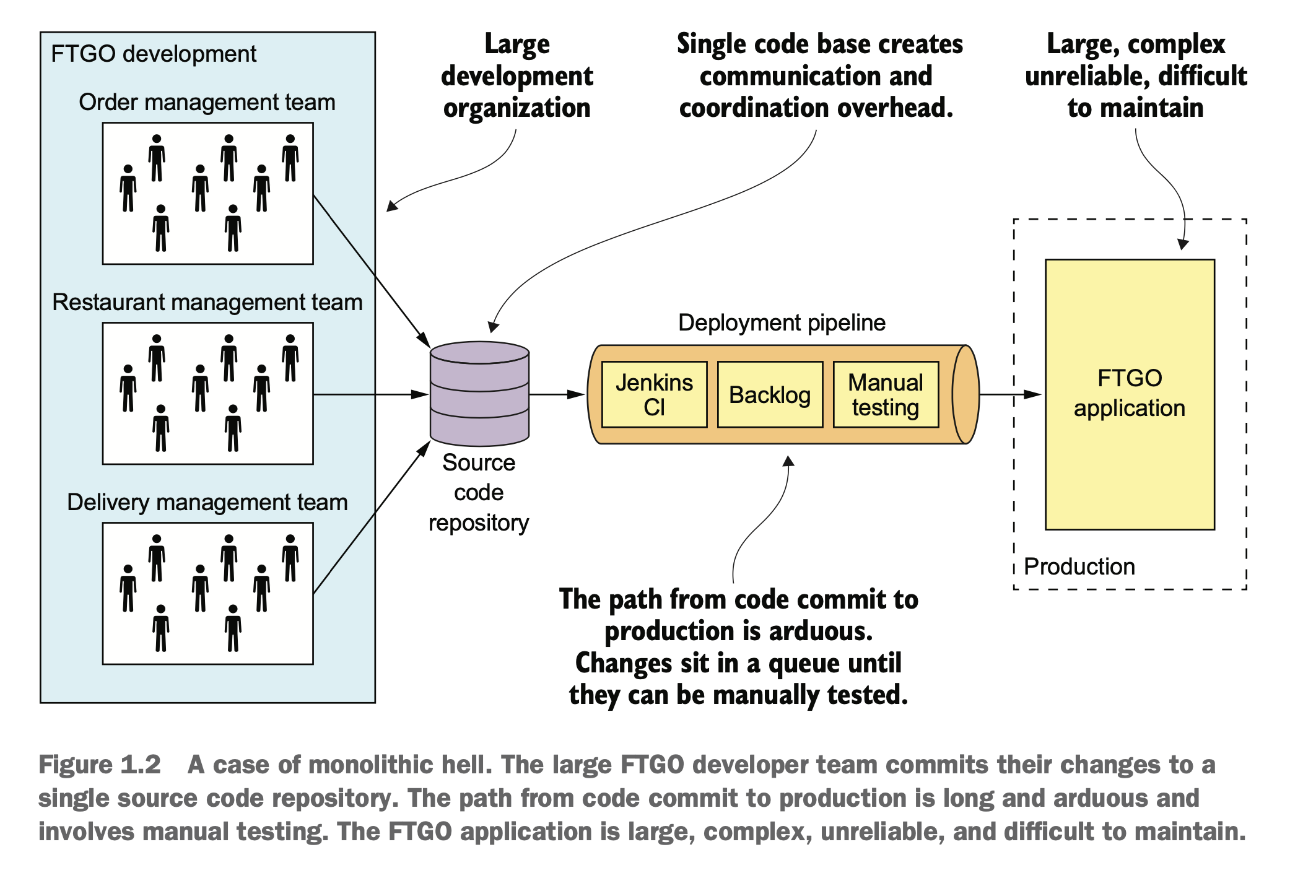 FTGO development
Order management team
Restaurant management team
Delivery management team
Large
development
organization
Single code base creates
communication and
coordination overhead.
Large, complex
unreliable, difficult
to maintain
Source
code
repository
Deployment pipeline
Jenkins
CI
Backlog
Manual
testing
FTGO
application
Production
The path from code commit to
production is arduous.
Changes sit in a queue until
they can be manually tested.
Figure 1.2 A case of monolithic hell. The large FTGO developer team commits their changes to a
single source code repository. The path from code commit to production is long and arduous and
involves manual testing. The FTGO application is large, complex, unreliable, and difficult to maintain.